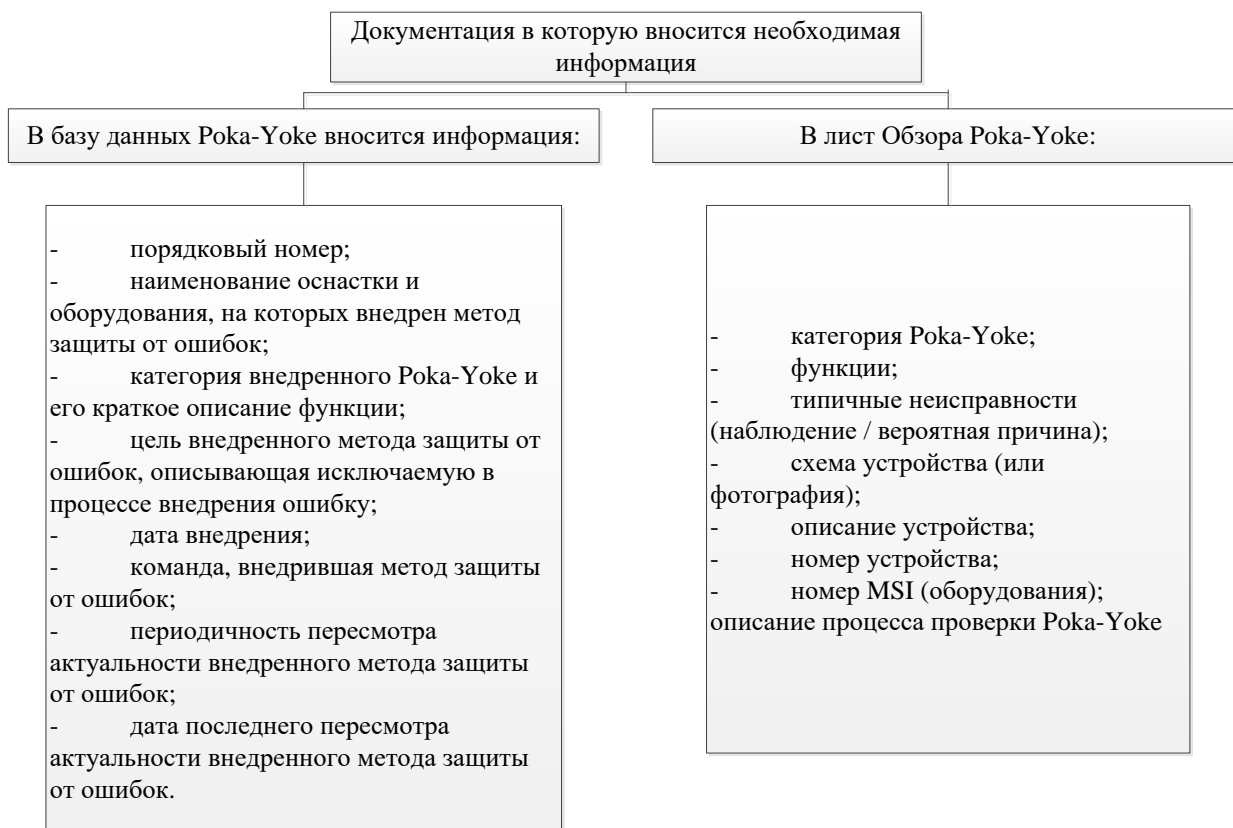 Документация в которую вносится необходимая
информация
В базу данных Poka-Yoke вносится информация:
В лист Обзора Poka-Yoke:
- порядковый номер;
- наименование оснастки и
оборудования, на которых внедрен метод
защиты от ошибок;
- категория внедренного Poka-Yoke и
его краткое описание функции;
- цель внедренного метода защиты от
ошибок, описывающая исключаемую в
процессе внедрения ошибку;
- дата внедрения;
- команда, внедрившая метод защиты
от ошибок;
- периодичность пересмотра
актуальности внедренного метода защиты
от ошибок;
- дата последнего пересмотра
актуальности внедренного метода защиты
от ошибок.
- категория Poka-Yoke;
- функции;
- типичные неисправности
(наблюдение / вероятная причина);
- схема устройства (или
фотография);
- описание устройства;
- номер устройства;
- номер MSI (оборудования);
описание процесса проверки Poka-Yoke